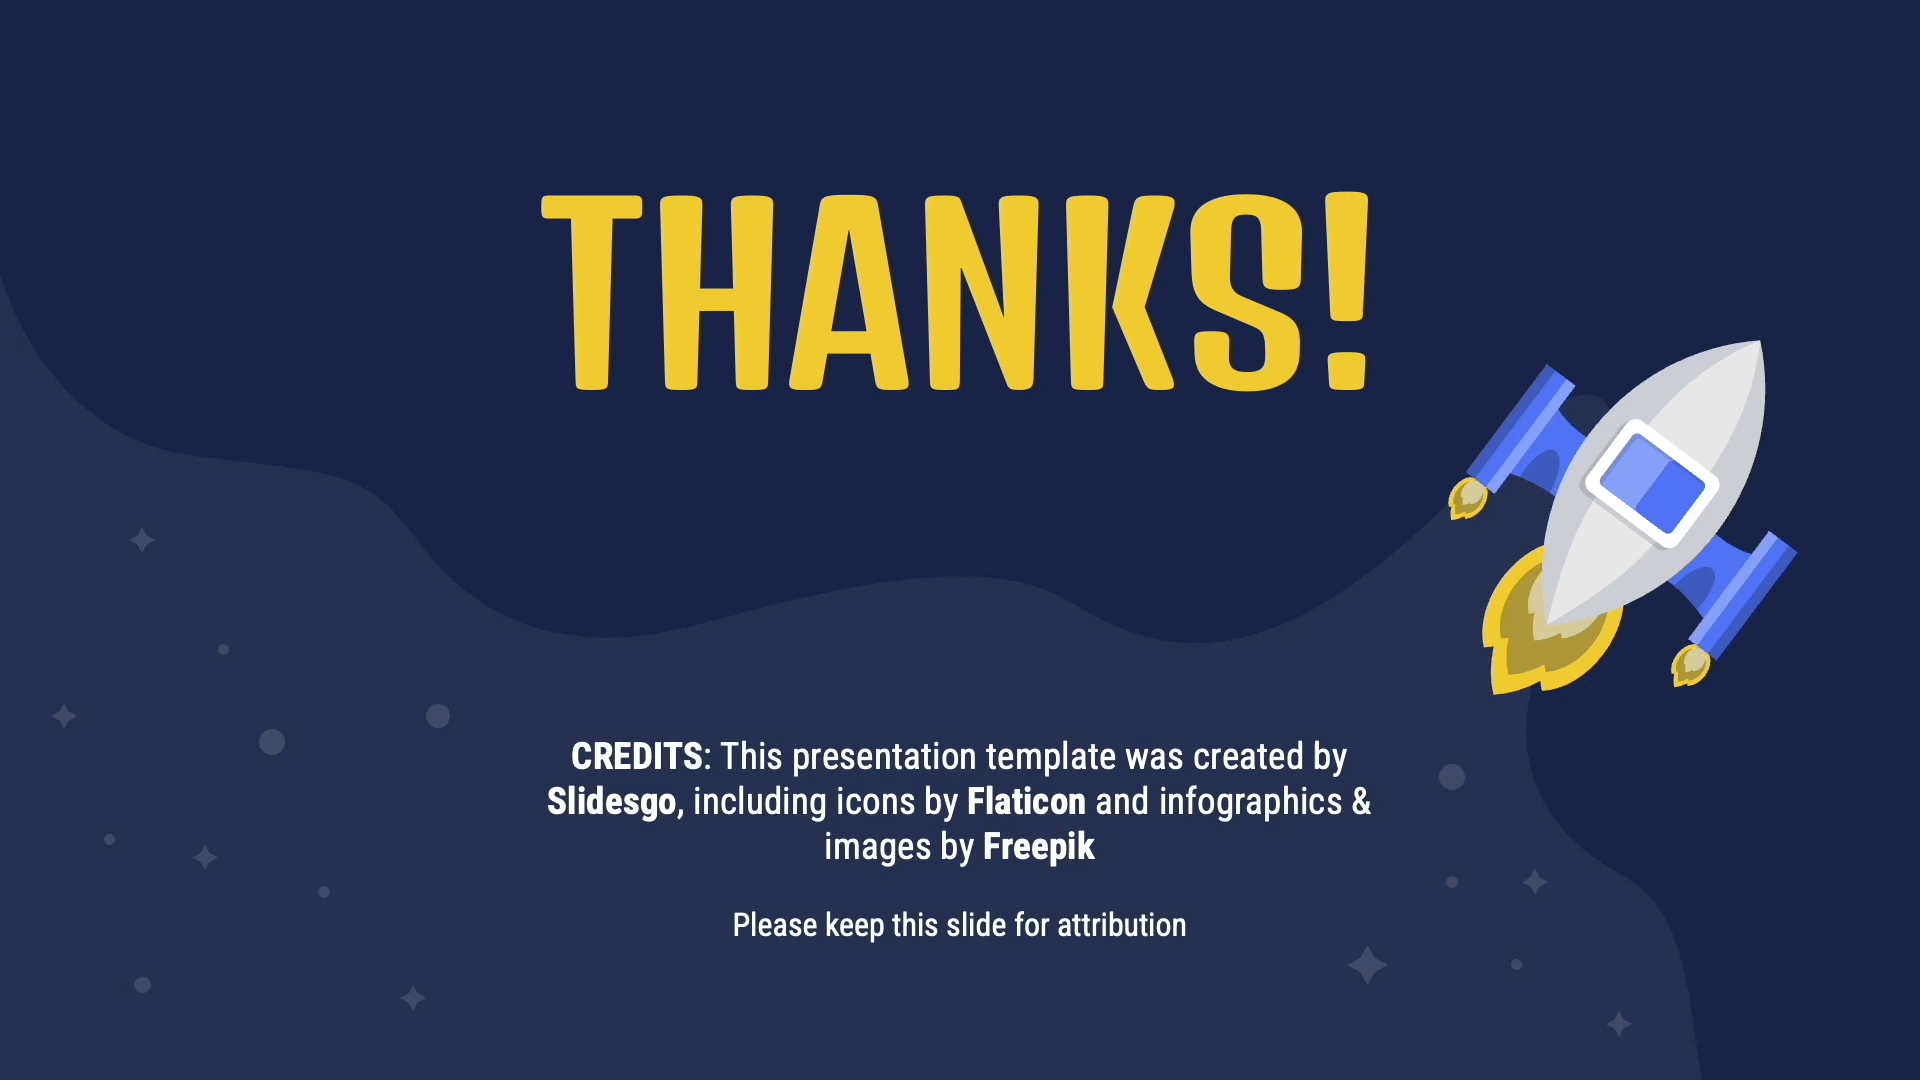 THANKS!
CREDITS: This presentation template was created by
Slidesgo, including icons by Flaticon and infographics &
images by Freepik
Please keep this slide for attribution